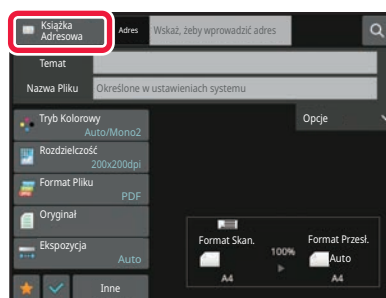 Książka
Adresowa
Adres
Wskaż, żeby wprowadzić adres
Temat
Nazwa Pliku
Określone w ustawieniach systemu
Tryb Kolorowy
Auto/Mono2
Opcje
Rozdzielczość
200x200dpi
Format Pliku
PDF
Oryginał
Ekspozycja
Auto
Format Skan.
100%
Format Przesł.
Auto
A4
A4
Inne